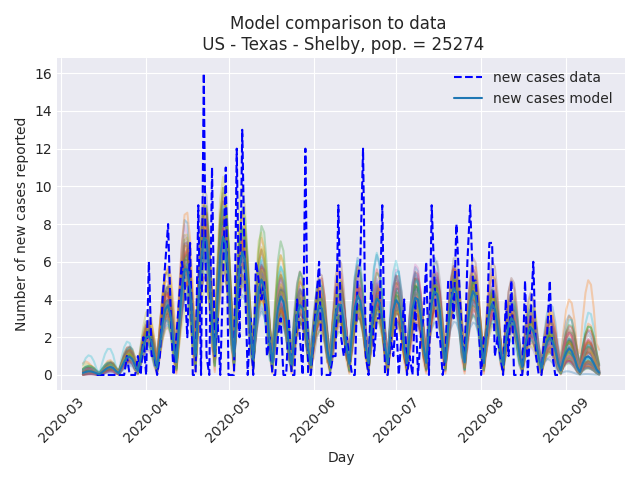 Model comparison to data
US - Texas - Shelby, pop. = 25274
new cases data
new cases model
Number of new cases reported
16
14
12
10
8
6
4
2
0
2020-03
2020-04
2020-05
2020-06
2020-07
2020-08
2020-09
Day